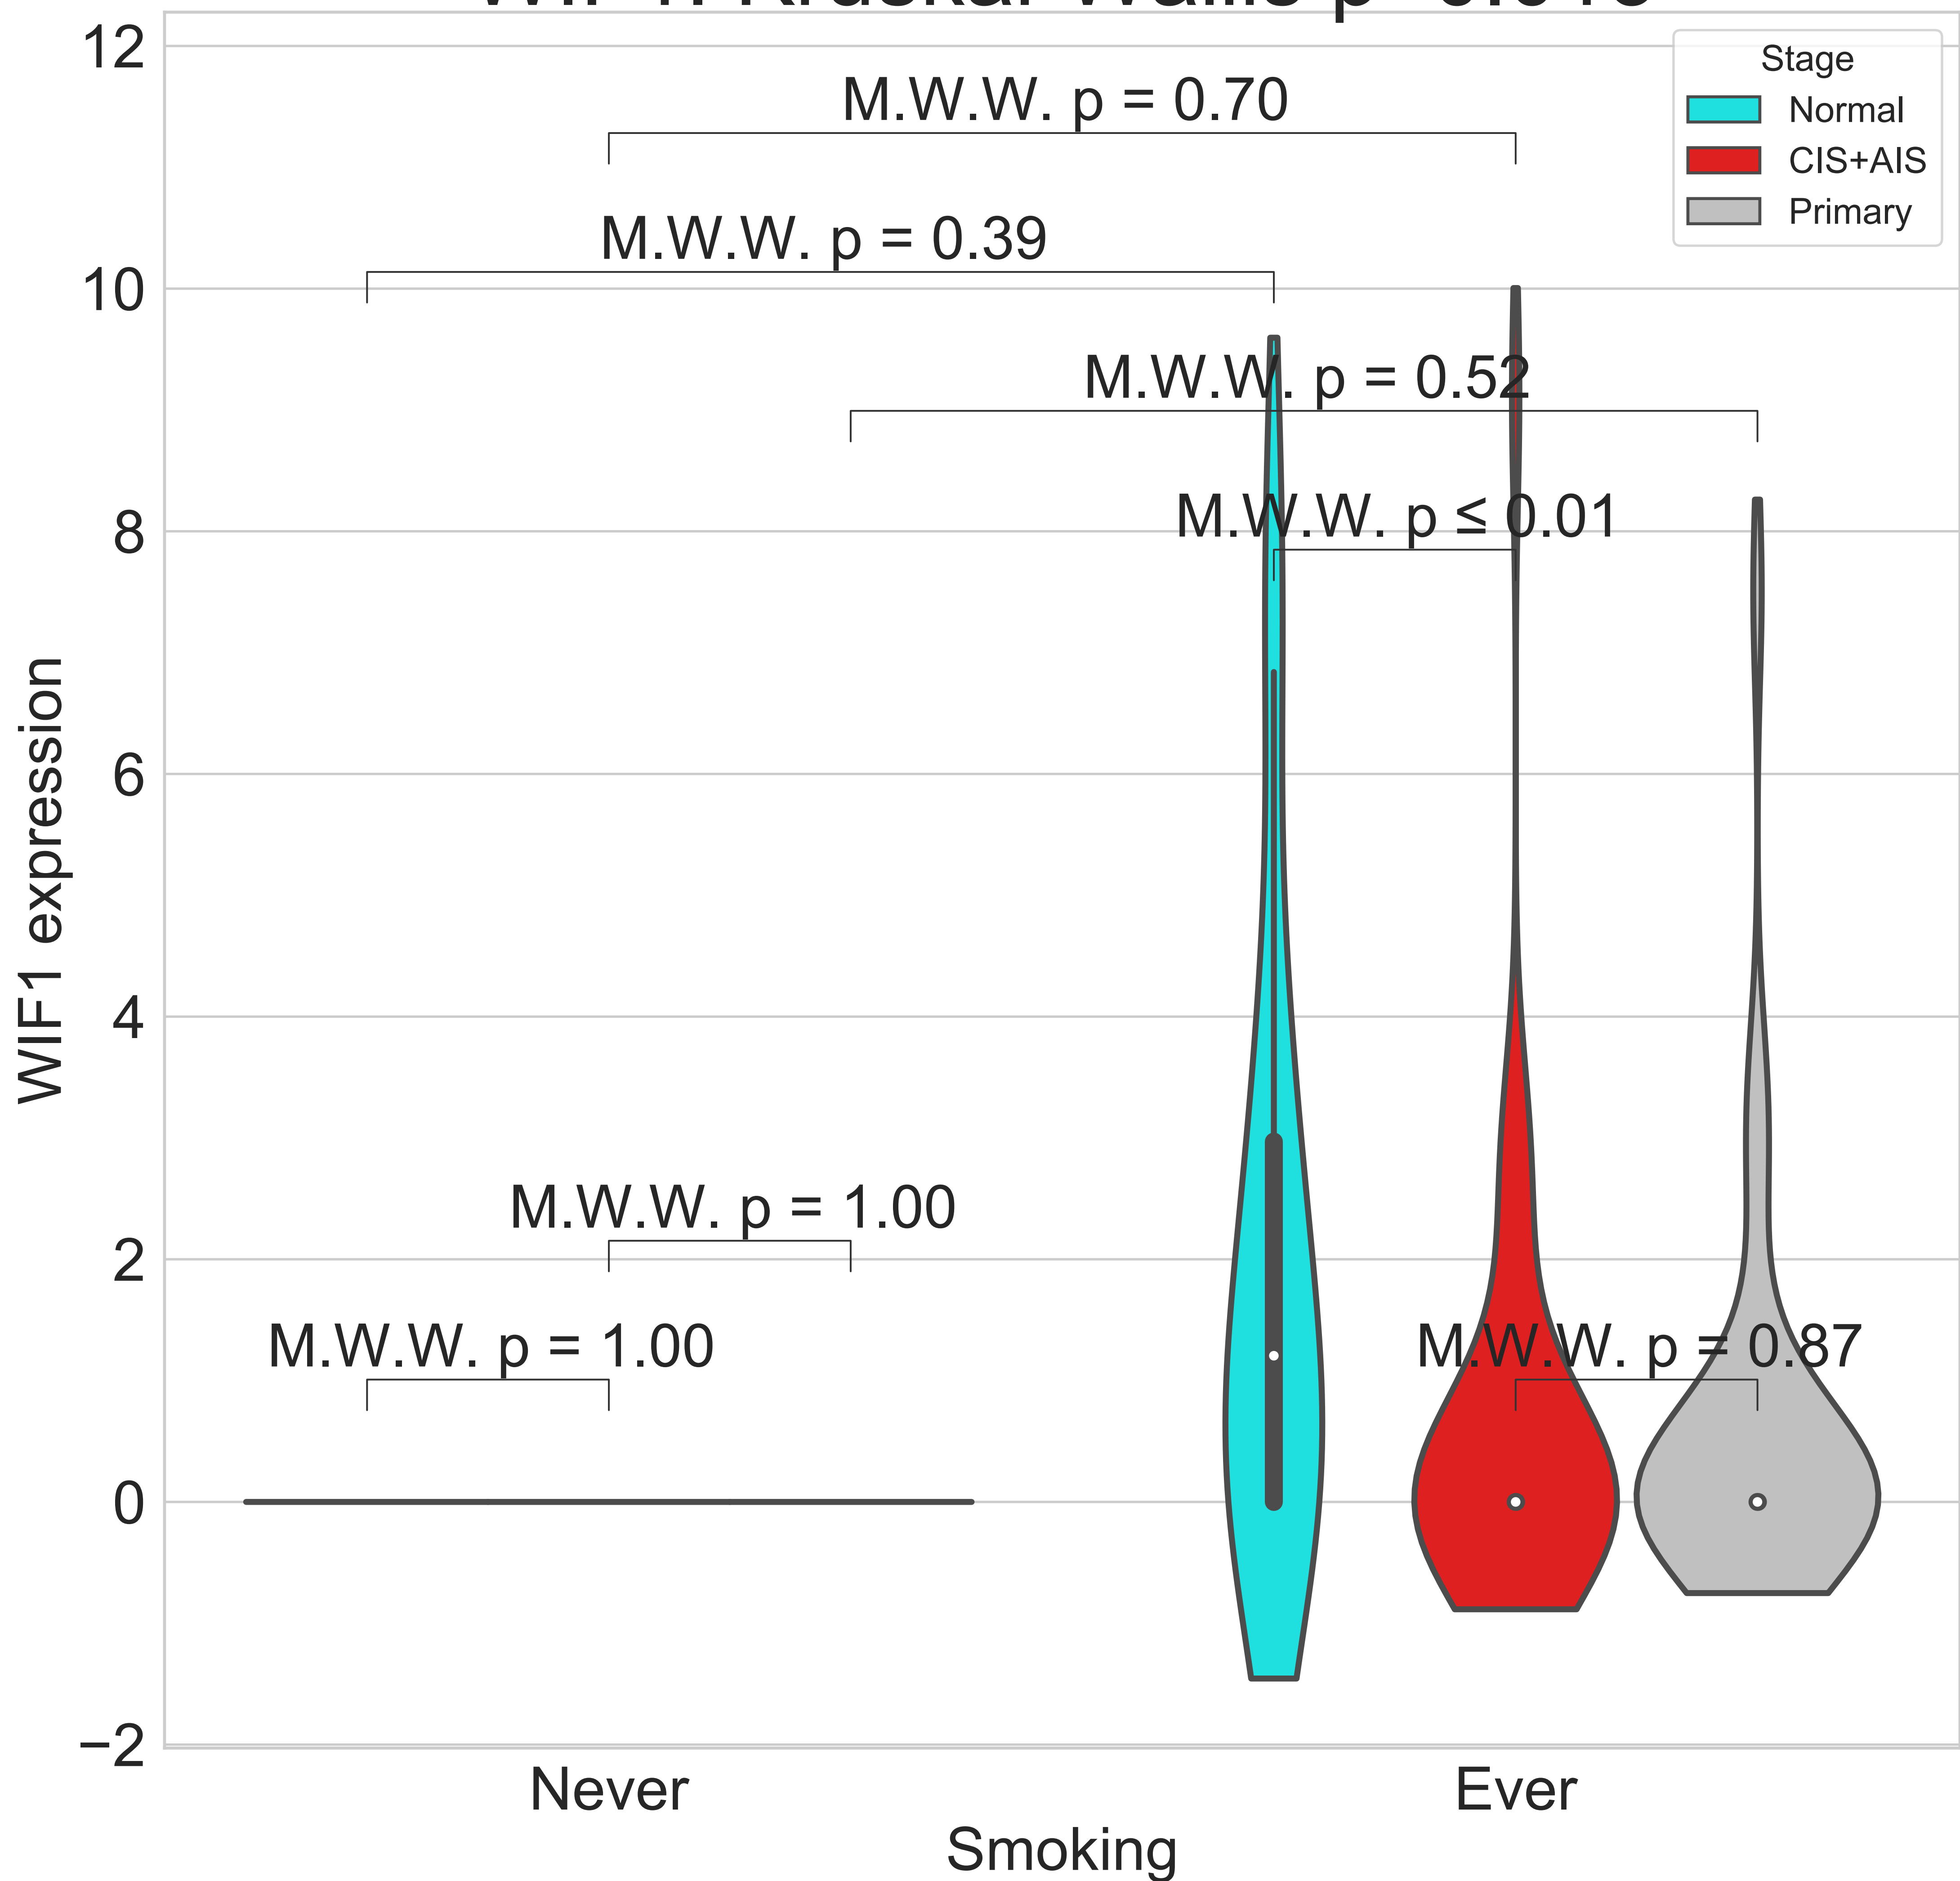 12
M.W.W. p = 0.70
M.W.W. p = 0.39
10
M.W.W. p = 0.52
M.W.W. p ≤ 0.01
8
6
4
M.W.W. p = 1.00
2
M.W.W. p = 1.00
M.W.W. p = 0.87
0
−2
WIF1 expression
Stage
Normal
CIS+AIS
Primary
Never
Ever
Smoking